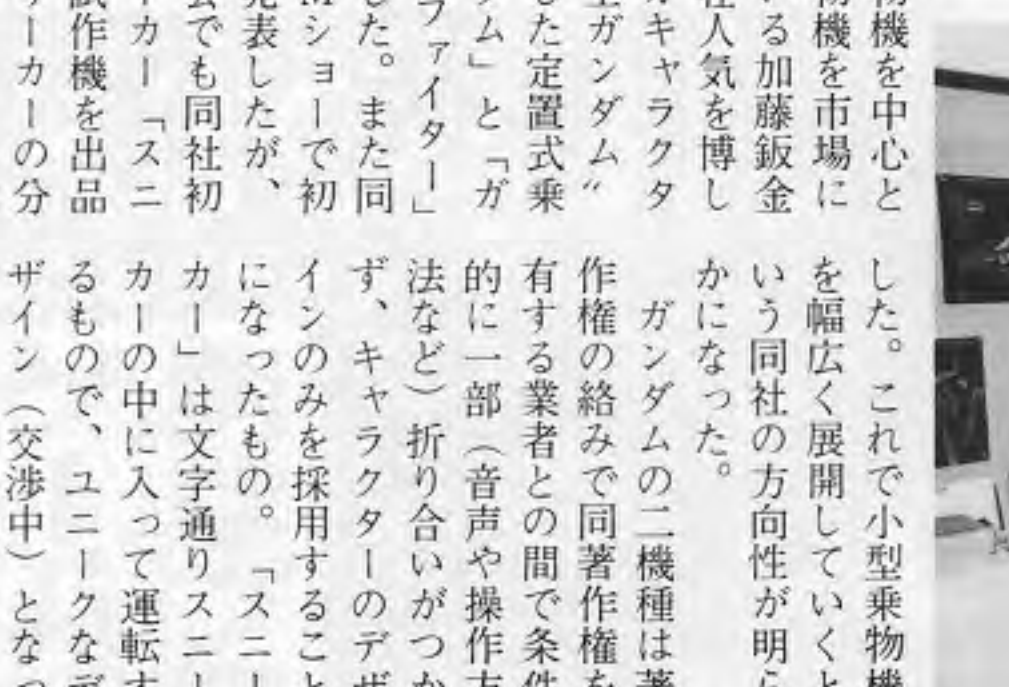 物機を中心と
物機を市場に
る加藤鈑金
人気を博し
キャラクタ
ガンダム〟
た定置式乗
ム」と「ガ
ファイター」
た。また同
Mショーで初
発表したが、
でも同社初
カー「スニ
試作機を出品
ーカーの分
した。これで小型乗物機
を幅広く展開していくと
いう同社の方向性が明ら
かになった。
ガンダムの二機種は著
作権の絡みで同著作権を
有する業者との間で条件
的に一部（音声や操作方
法など）折り合いがつか
ず、キャラクターのデザ
インのみを採用すること
になったもの。「スニー
カー」は文字通りスニー
カーの中に入って運転す
るもので、ユニークなデ
ザイン（交渉中）となっ